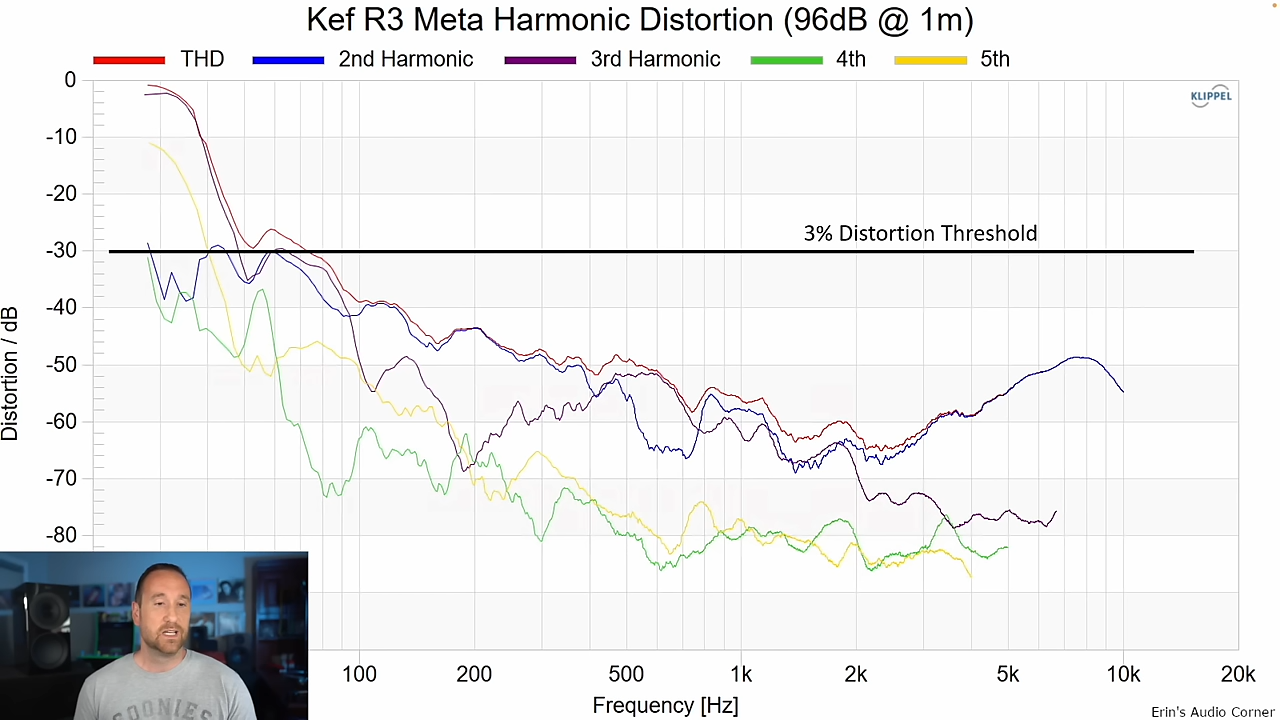 Kef R3 Meta Harmonic Distortion (96dB @ 1m)
THD 2nd Harmonic 3rd Harmonic 4th 5th
KLIPPEL
0
-10
-20
-30
-40
-50
-60
-70
-80
3% Distortion Threshold
Distortion / dB
100 200 500 1k 2k 5k 10k 20k
Frequency [Hz]
GOONIES
Erin's Audio Corner